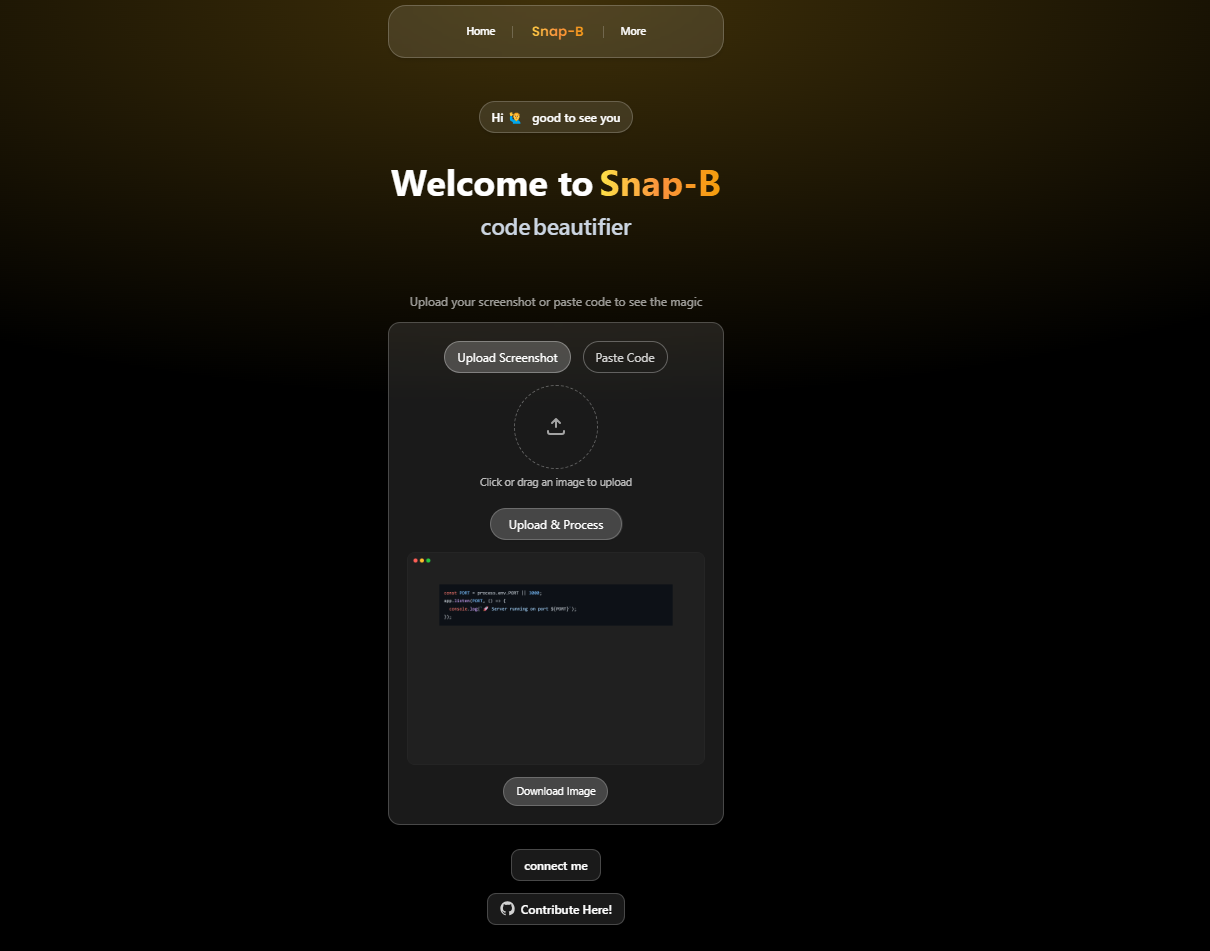 Home Snap-B More
Hi 🙋‍♂️ good to see you
Welcome to Snap-B
code beautifier
Upload your screenshot or paste code to see the magic
Upload Screenshot Paste Code
Click or drag an image to upload
Upload & Process
const PORT = process.env.PORT || 3000;
app.listen(PORT, () => {
console.log(`🚀 Server running on port ${PORT}`);
});
Download Image
connect me
Contribute Here!